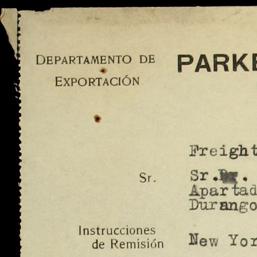 DEPARTAMENTO DE
EXPORTACIÓN
PARKE
Freight
Sr.
Sr.
Apartad
Durango
Instrucciones
de Remisión
New Yor